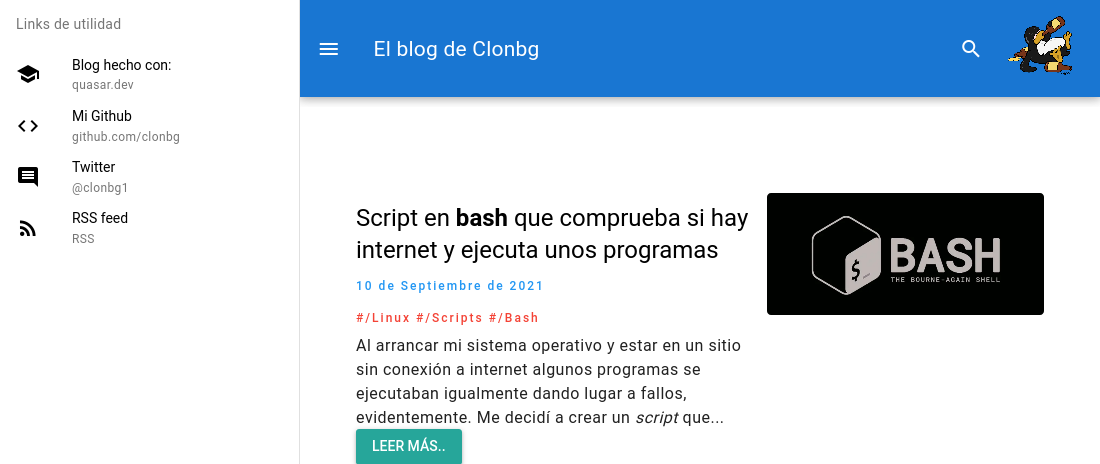 Links de utilidad
Blog hecho con:
quasar.dev
Mi Github
github.com/clonbg
Twitter
@clonbg1
RSS feed
RSS
El blog de Clonbg
Script en bash que comprueba si hay
internet y ejecuta unos programas
10 de Septiembre de 2021
#/Linux #/Scripts #/Bash
Al arrancar mi sistema operativo y estar en un sitio
sin conexión a internet algunos programas se
ejecutaban igualmente dando lugar a fallos,
evidentemente. Me decidí a crear un script que...
LEER MÁS..
$
BASH
THE BOURNE-AGAIN SHELL